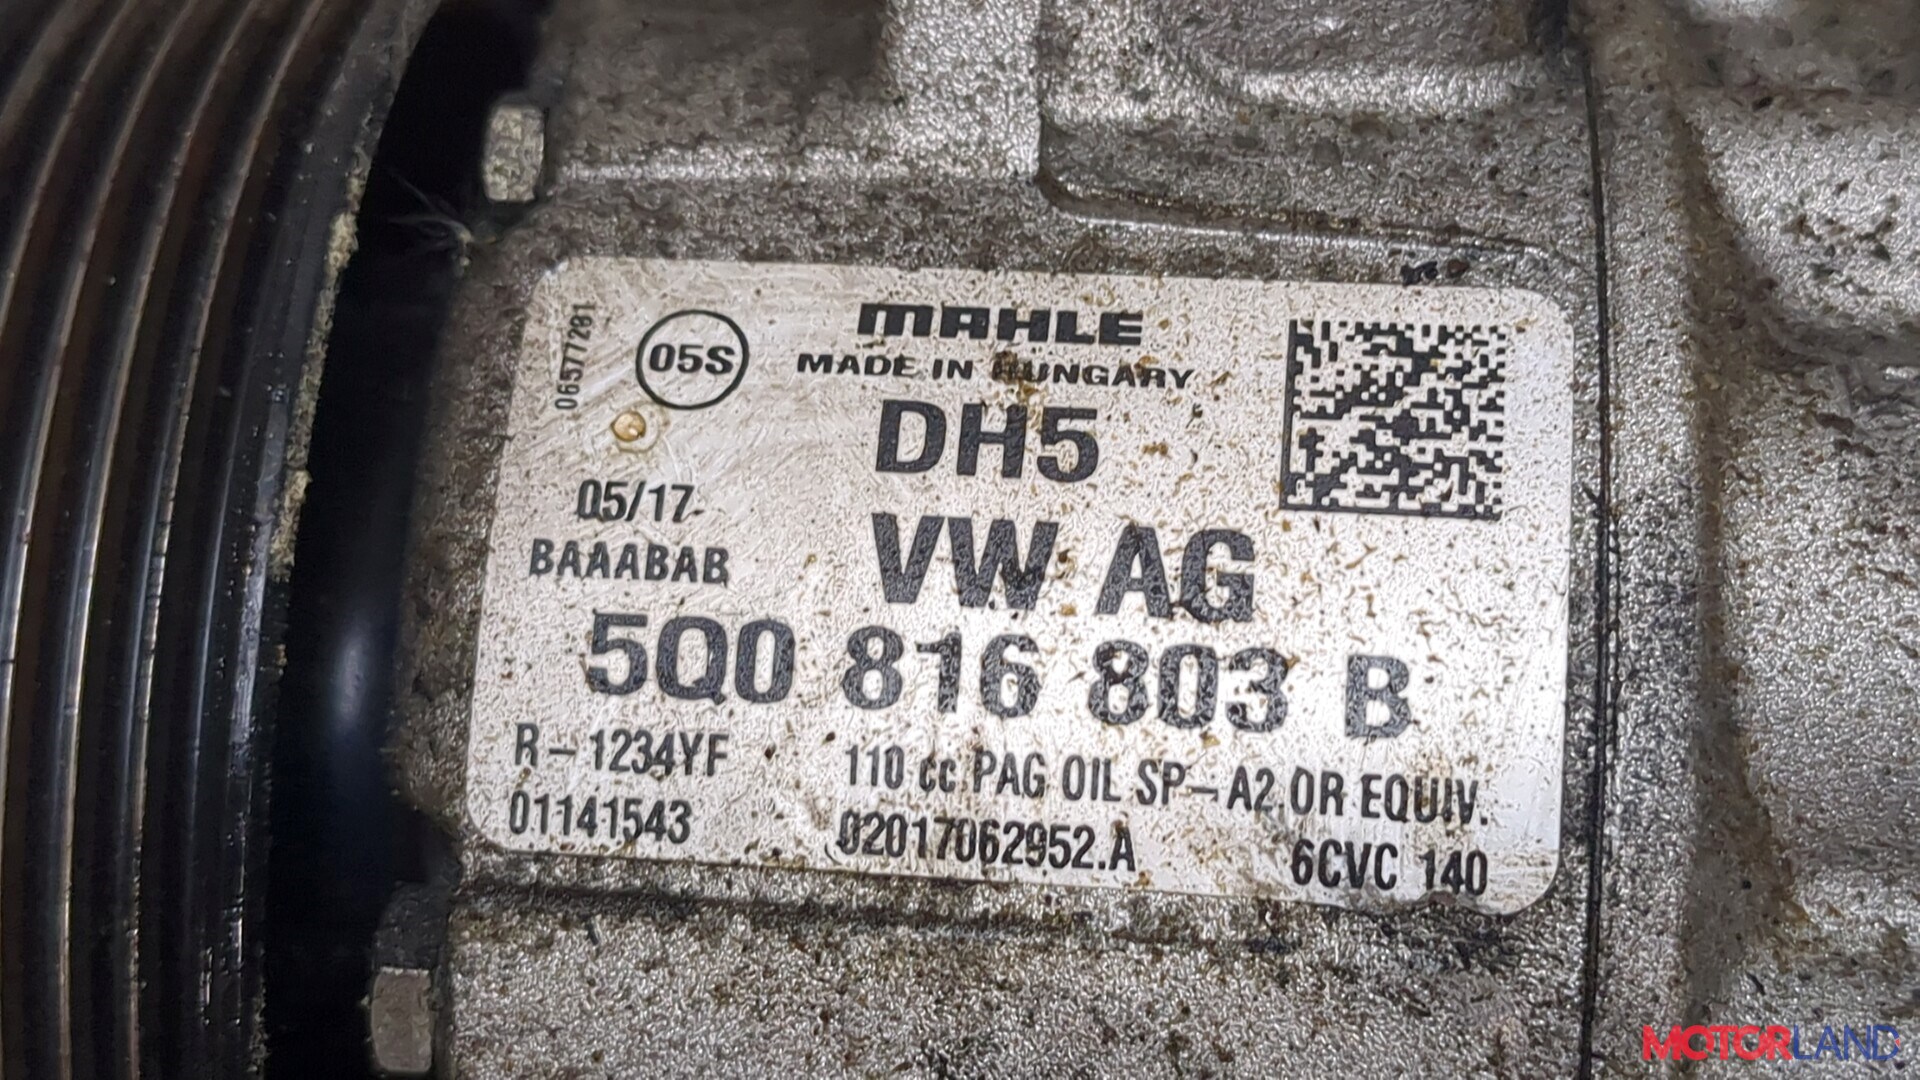 06577201
05S
MAHLE
MADE IN HUNGARY
DH5
05/17
BAAABAB
VW AG
5Q0 816 803 B
R-1234YF
110 cc PAG OIL SP-A2 OR EQUIV.
01141543
02017062952.A
6CVC 140
MOTORLAND